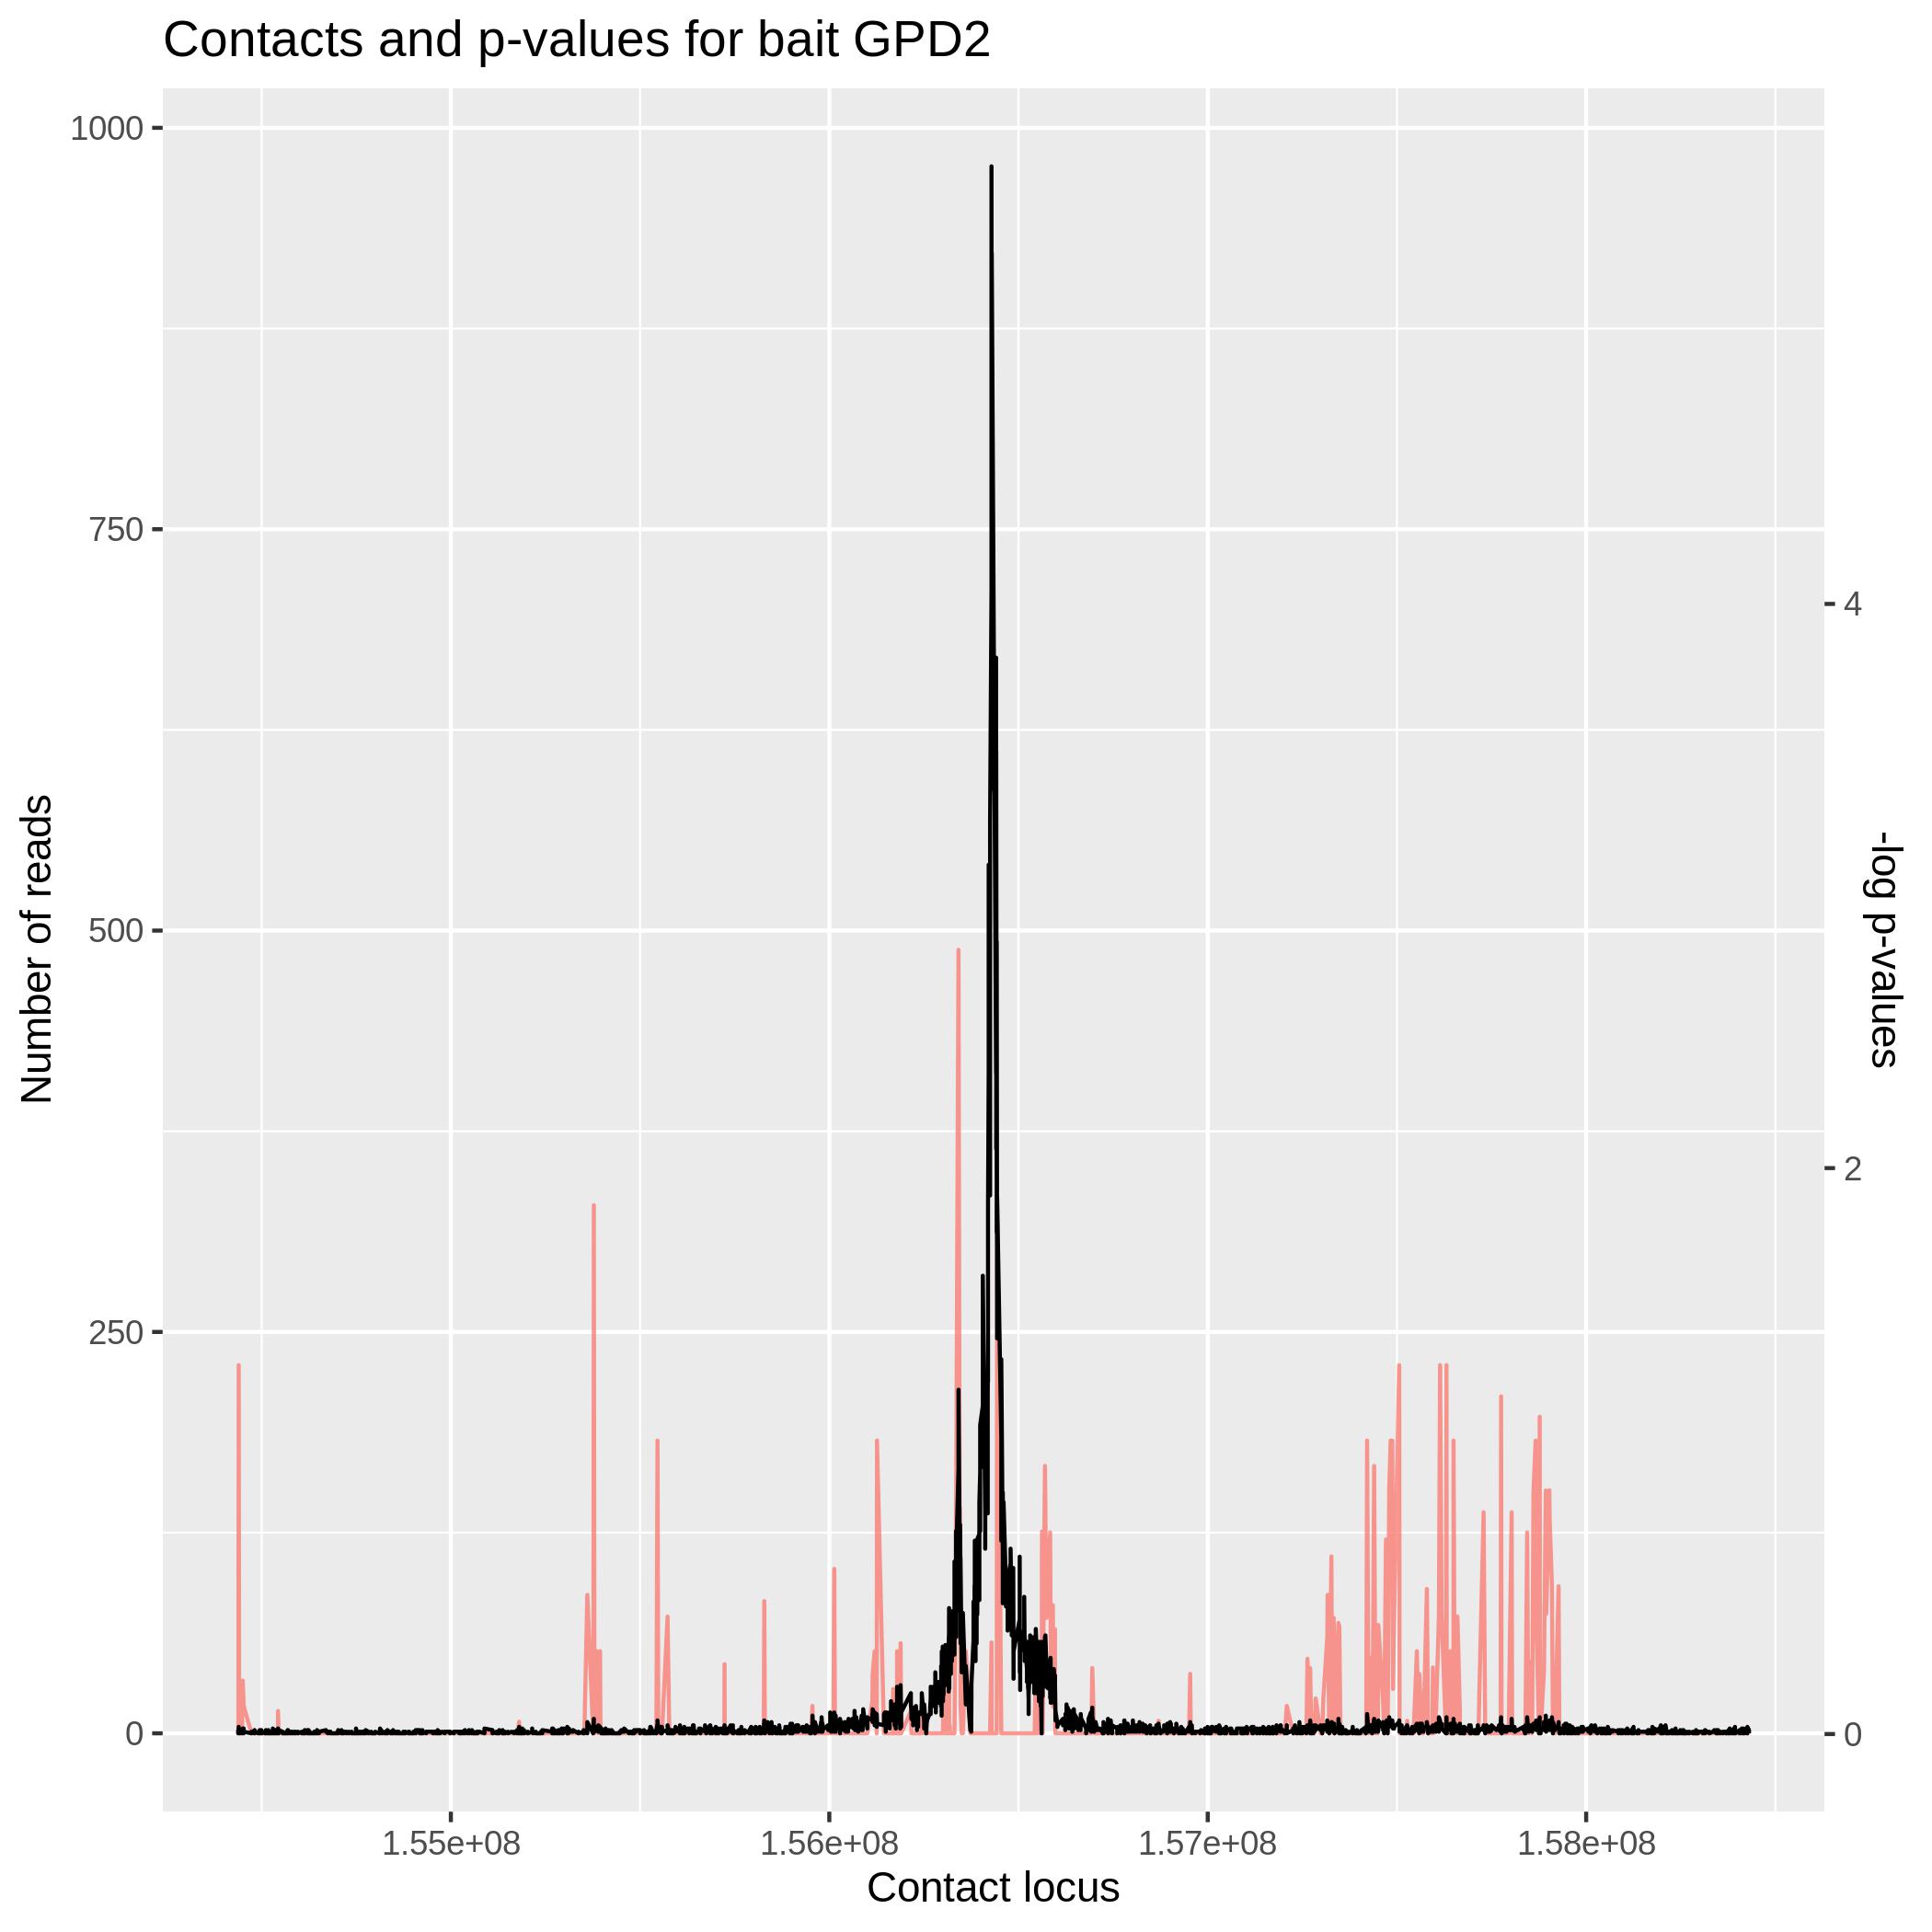 Contacts and p-values for bait GPD2
1000
750
500
250
0
Number of reads
4
2
0
-log p-values
1.55e+08
1.56e+08
1.57e+08
1.58e+08
Contact locus